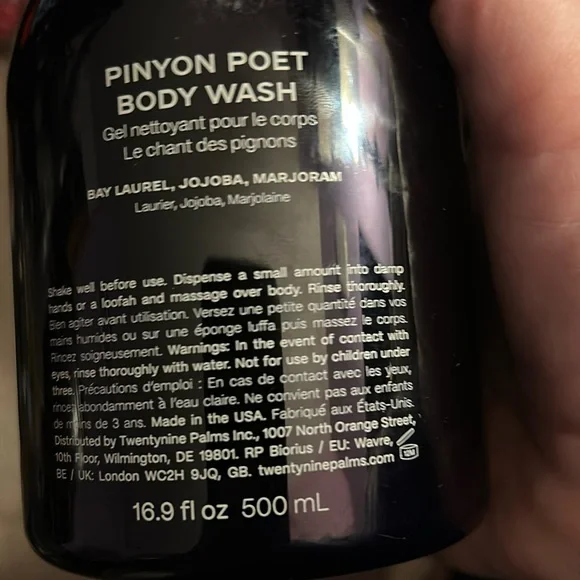 PINYON POET
BODY WASH
Gel nettoyant pour le corps
Le chant des pignons
BAY LAUREL, JOJOBA, MARJORAM
Laurier, Jojoba, Marjolaine
Shake well before use. Dispense a small amount into damp
hands or a loofah and massage over body. Rinse thoroughly.
Bien agiter avant utilisation. Versez une petite quantité dans vos
mains humides ou sur une éponge luffa puis massez le corps.
Rincez soigneusement. Warnings: In the event of contact with
eyes, rinse thoroughly with water. Not for use by children under
three. Précautions d'emploi : En cas de contact avec les yeux,
rincez abondamment à l'eau claire. Ne convient pas aux enfants
de moins de 3 ans. Made in the USA. Fabriqué aux États-Unis.
Distributed by Twentynine Palms Inc., 1007 North Orange Street,
10th Floor, Wilmington, DE 19801. RP Biorius / EU: Wavre,
BE / UK: London WC2H 9JQ, GB. twentyninepalms.com 12M
16.9 fl oz 500 mL